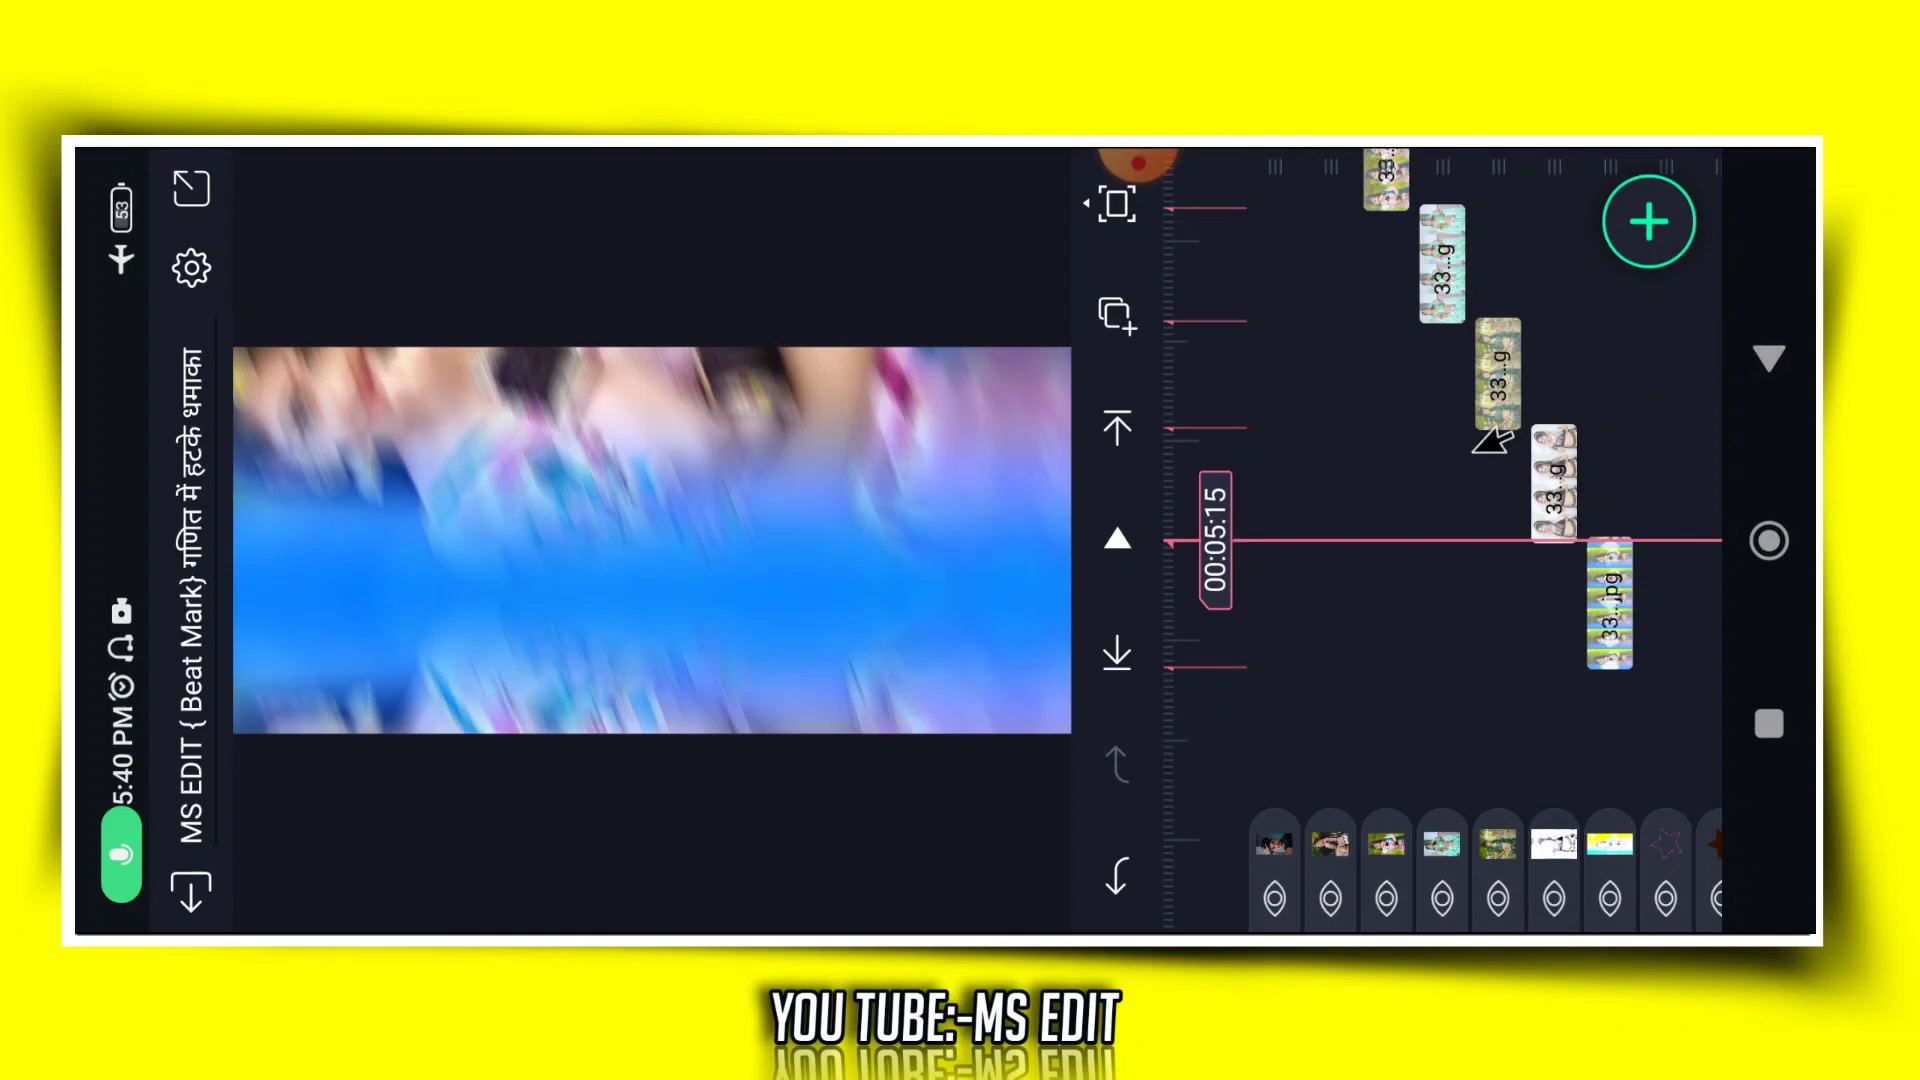 53
5:40 PM
MS EDIT { Beat Mark} गणित में हटके धमाका
00:05:15
33...
33...g
33...g
33...g
33...jpg
YOU TUBE:-MS EDIT